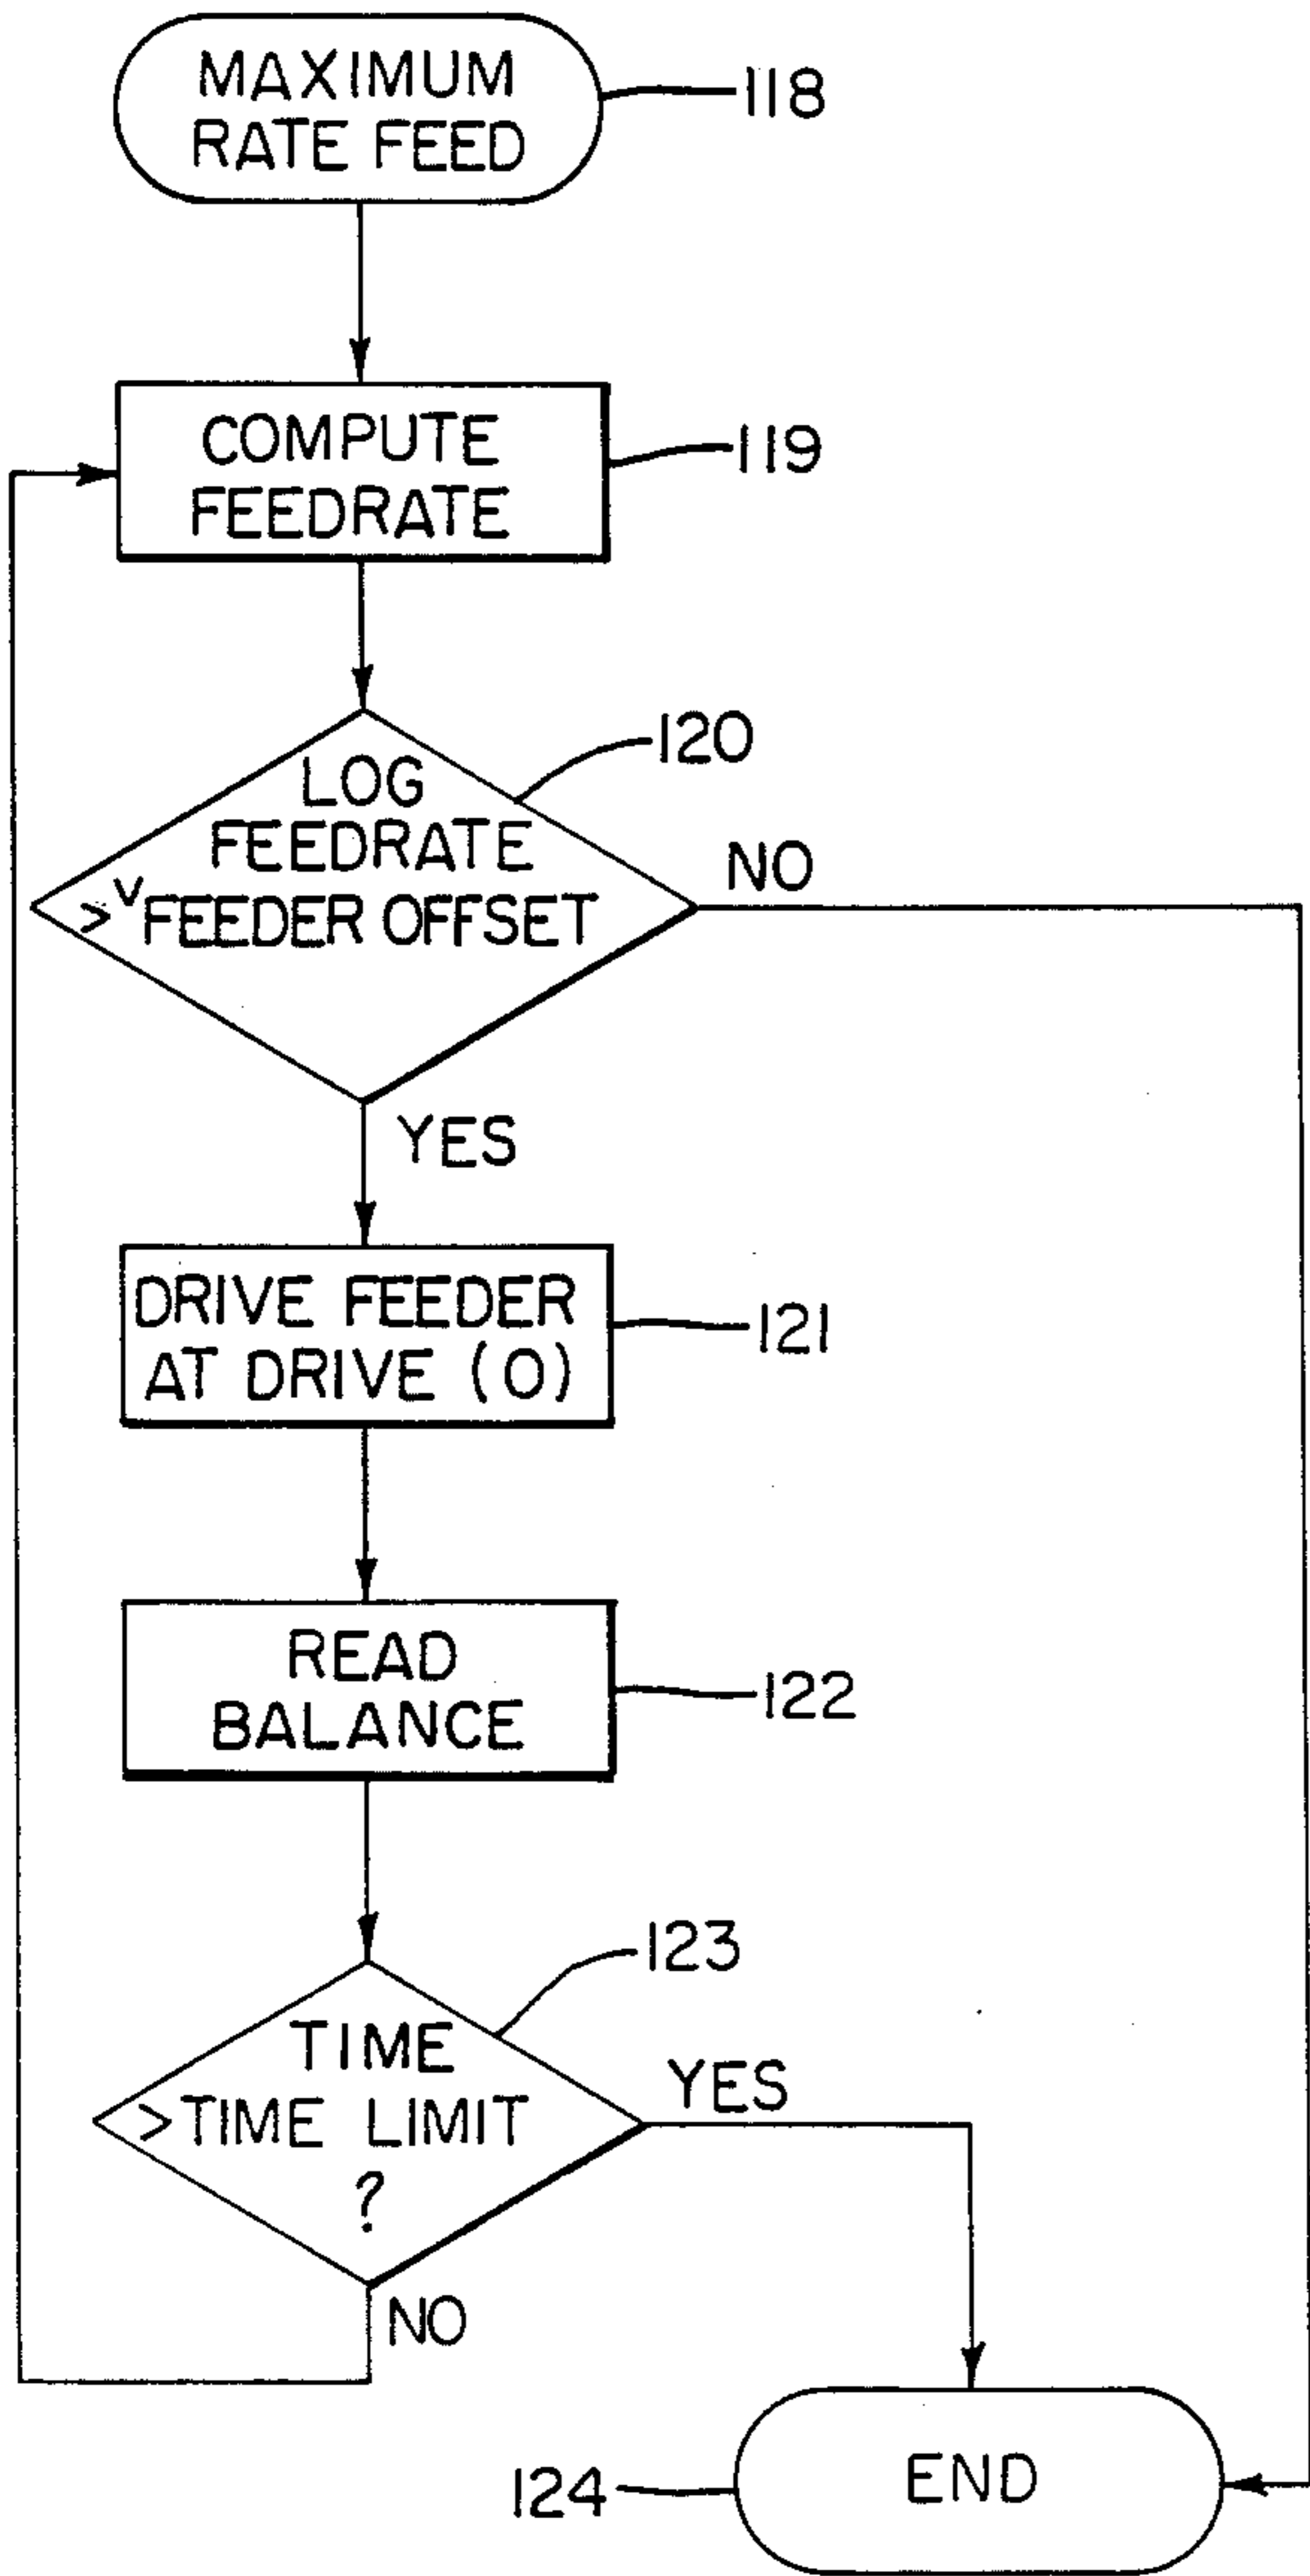 MAXIMUM
RATE FEED
118
COMPUTE
FEEDRATE
119
120
LOG
FEEDRATE
>ᵛFEEDER OFFSET
NO
YES
DRIVE FEEDER
AT DRIVE (0)
121
READ
BALANCE
122
123
TIME
>TIME LIMIT
?
YES
NO
END
124